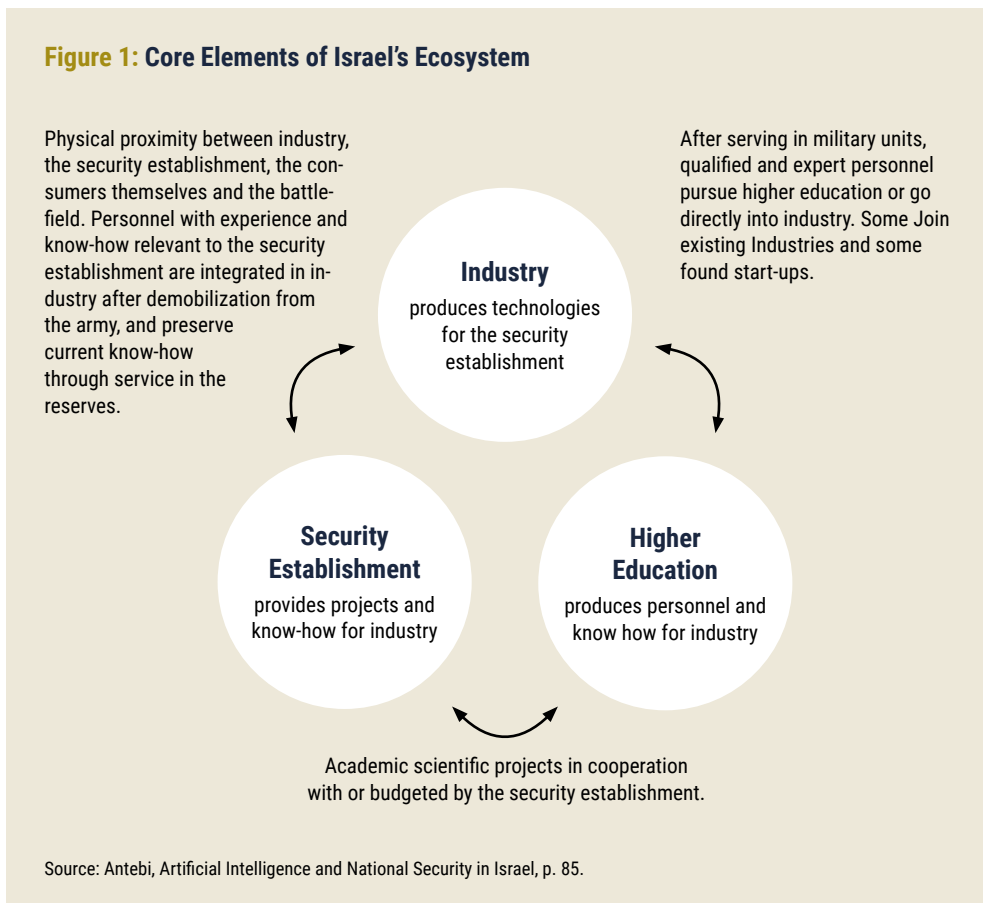 Figure 1: Core Elements of Israel's Ecosystem
Physical proximity between industry,
the security establishment, the con-
sumers themselves and the battle-
field. Personnel with experience and
know-how relevant to the security
establishment are integrated in in-
dustry after demobilization from
the army, and preserve
current know-how
through service in the
reserves.
After serving in military units,
qualified and expert personnel
pursue higher education or go
directly into industry. Some Join
existing Industries and some
found start-ups.
Industry
produces technologies
for the security
establishment
Security
Establishment
provides projects and
know-how for industry
Higher
Education
produces personnel and
know how for industry
Academic scientific projects in cooperation
with or budgeted by the security establishment.
Source: Antebi, Artificial Intelligence and National Security in Israel, p. 85.